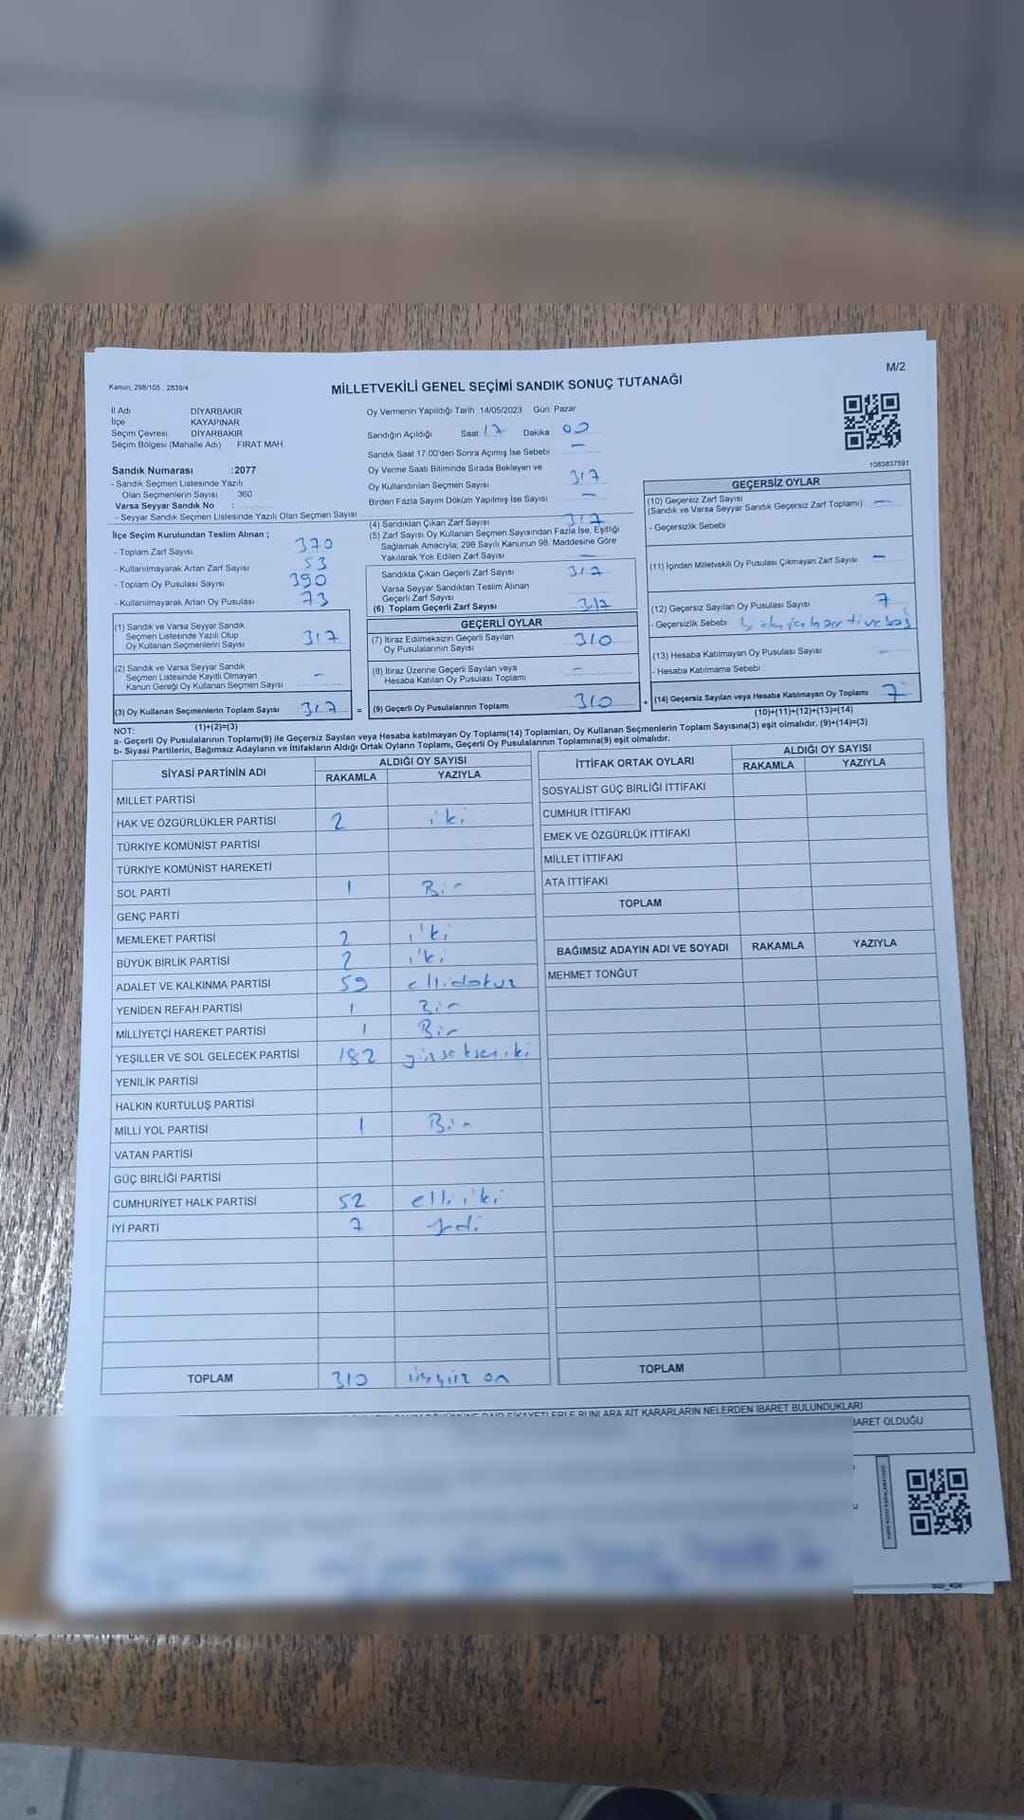 M/2
Kanun: 298/105 , 2839/4
MİLLETVEKİLİ GENEL SEÇİMİ SANDIK SONUÇ TUTANAĞI
İl Adı DİYARBAKIR
İlçe KAYAPINAR
Seçim Çevresi DİYARBAKIR
Seçim Bölgesi (Mahalle Adı) FIRAT MAH
Sandık Numarası :2077
- Sandık Seçmen Listesinde Yazılı
Olan Seçmenlerin Sayısı 360
Varsa Seyyar Sandık No :
- Seyyar Sandık Seçmen Listesinde Yazılı Olan Seçmen Sayısı
İlçe Seçim Kurulundan Teslim Alınan ;
- Toplam Zarf Sayısı 370
- Kullanılmayarak Artan Zarf Sayısı 53
- Toplam Oy Pusulası Sayısı 390
- Kullanılmayarak Artan Oy Pusulası 73
(1) Sandık ve Varsa Seyyar Sandık
Seçmen Listesinde Yazılı Olup
Oy Kullanan Seçmenlerin Sayısı 317
(2) Sandık ve Varsa Seyyar Sandık
Seçmen Listesinde Kayıtlı Olmayan
Kanun Gereği Oy Kullanan Seçmen Sayısı -
(3) Oy Kullanan Seçmenlerin Toplam Sayısı 317 =
(1)+(2)=(3)
Oy Vermenin Yapıldığı Tarih 14/05/2023 Gün: Pazar
Sandığın Açıldığı Saat 17 Dakika 00
Sandık Saat 17.00'den Sonra Açımış İse Sebebi -
Oy Verme Saati Bitiminde Sırada Bekleyen ve
Oy Kullandırılan Seçmen Sayısı 317
Birden Fazla Sayım Döküm Yapılmış İse Sayısı -
(4) Sandıktan Çıkan Zarf Sayısı 317
(5) Zarf Sayısı Oy Kullanan Seçmen Sayısından Fazla İse, Eşitliği
Sağlamak Amacıyla, 298 Sayılı Kanunun 98. Maddesine Göre
Yakılarak Yok Edilen Zarf Sayısı
Sandıkta Çıkan Geçerli Zarf Sayısı 317
Varsa Seyyar Sandıktan Teslim Alınan
Geçerli Zarf Sayısı
(6) Toplam Geçerli Zarf Sayısı 317
GEÇERLİ OYLAR
(7) İtiraz Edilmeksizin Geçerli Sayılan
Oy Pusulalarının Sayısı 310
(8) İtiraz Üzerine Geçerli Sayılan veya
Hesaba Katılan Oy Pusulası Toplamı -
(9) Geçerli Oy Pusulalarının Toplamı 310 +
1083837591
GEÇERSİZ OYLAR
(10) Geçersiz Zarf Sayısı -
(Sandık ve Varsa Seyyar Sandık Geçersiz Zarf Toplamı)
- Geçersizlik Sebebi
(11) İçinden Milletvekili Oy Pusulası Çıkmayan Zarf Sayısı -
(12) Geçersiz Sayılan Oy Pusulası Sayısı 7
- Geçersizlik Sebebi
(13) Hesaba Katılmayan Oy Pusulası Sayısı -
- Hesaba Katılmama Sebebi :
(14) Geçersiz Sayılan veya Hesaba Katılmayan Oy Toplamı 7
(10)+(11)+(12)+(13)=(14)
NOT:
a- Geçerli Oy Pusulalarının Toplamı(9) ile Geçersiz Sayılan veya Hesaba katılmayan Oy Toplamı(14) Toplamları, Oy Kullanan Seçmenlerin Toplam Sayısına(3) eşit olmalıdır. (9)+(14)=(3)
b- Siyasi Partilerin, Bağımsız Adayların ve İttifakların Aldığı Ortak Oyların Toplamı, Geçerli Oy Pusulalarının Toplamına(9) eşit olmalıdır.
SİYASİ PARTİNİN ADI ALDIĞI OY SAYISI
RAKAMLA YAZIYLA
MİLLET PARTİSİ
HAK VE ÖZGÜRLÜKLER PARTİSİ 2 iki
TÜRKİYE KOMÜNİST PARTİSİ
TÜRKİYE KOMÜNİST HAREKETİ
SOL PARTİ 1 Bir
GENÇ PARTİ
MEMLEKET PARTİSİ 2 iki
BÜYÜK BİRLİK PARTİSİ 2 iki
ADALET VE KALKINMA PARTİSİ 59 ellidokuz
YENİDEN REFAH PARTİSİ 1 Bir
MİLLİYETÇİ HAREKET PARTİSİ 1 Bir
YEŞİLLER VE SOL GELECEK PARTİSİ 182 yüzsekseniki
YENİLİK PARTİSİ
HALKIN KURTULUŞ PARTİSİ
MİLLİ YOL PARTİSİ 1 Bir
VATAN PARTİSİ
GÜÇ BİRLİĞİ PARTİSİ
CUMHURİYET HALK PARTİSİ 52 elli iki
İYİ PARTİ 7 yedi
TOPLAM 310 üçyüz on
İTTİFAK ORTAK OYLARI ALDIĞI OY SAYISI
RAKAMLA YAZIYLA
SOSYALİST GÜÇ BİRLİĞİ İTTİFAKI
CUMHUR İTTİFAKI
EMEK VE ÖZGÜRLÜK İTTİFAKI
MİLLET İTTİFAKI
ATA İTTİFAKI
TOPLAM
BAĞIMSIZ ADAYIN ADI VE SOYADI RAKAMLA YAZIYLA
MEHMET TONĞUT
TOPLAM
ŞİKAYETLERLE BUNLARA AİT KARARLARIN NELERDEN İBARET BULUNDUKLARI
BARET OLDUĞU